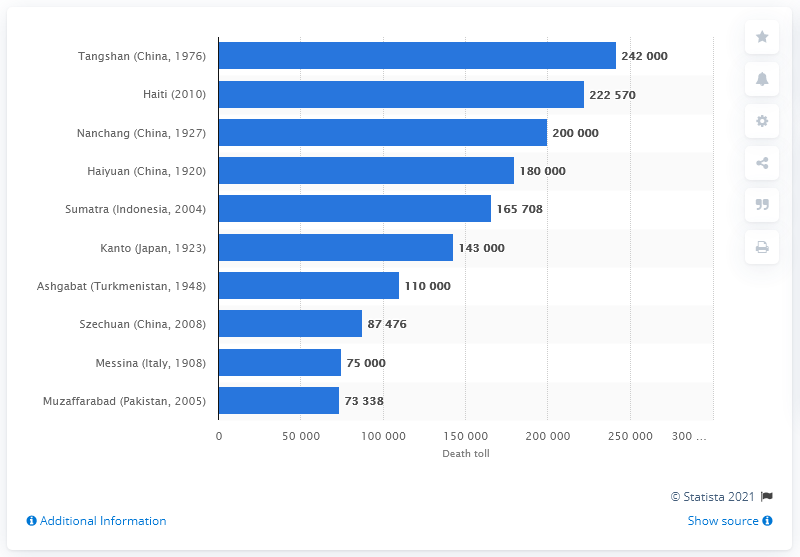 Tangshan (China, 1976) 242 000
Haiti (2010) 222 570
Nanchang (China, 1927) 200 000
Haiyuan (China, 1920) 180 000
Sumatra (Indonesia, 2004) 165 708
Kanto (Japan, 1923) 143 000
Ashgabat (Turkmenistan, 1948) 110 000
Szechuan (China, 2008) 87 476
Messina (Italy, 1908) 75 000
Muzaffarabad (Pakistan, 2005) 73 338
0 50 000 100 000 150 000 200 000 250 000 300 ...
Death toll
© Statista 2021
Additional Information Show source